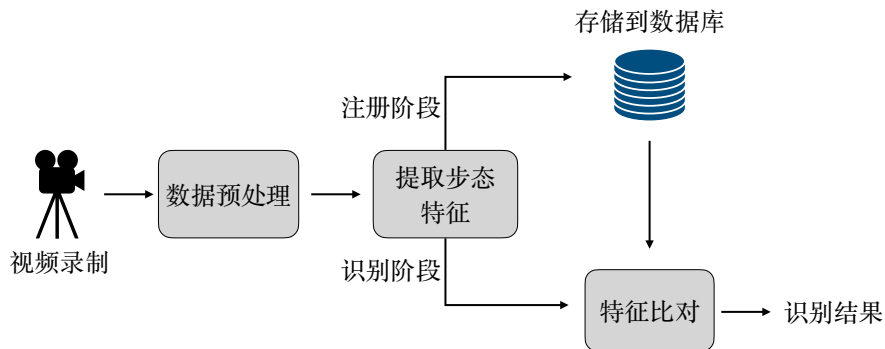 存储到数据库
注册阶段
数据预处理
提取步态
特征
视频录制
识别阶段
特征比对
识别结果